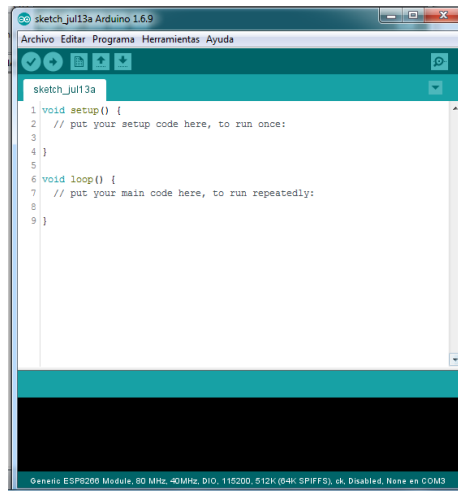 sketch_jul13a Arduino 1.6.9
Archivo Editar Programa Herramientas Ayuda
sketch_jul13a
1 void setup() {
2 // put your setup code here, to run once:
3
4 }
5
6 void loop() {
7 // put your main code here, to run repeatedly:
8
9 }
Generic ESP8266 Module, 80 MHz, 40MHz, DIO, 115200, 512K (64K SPIFFS), ck, Disabled, None en COM3